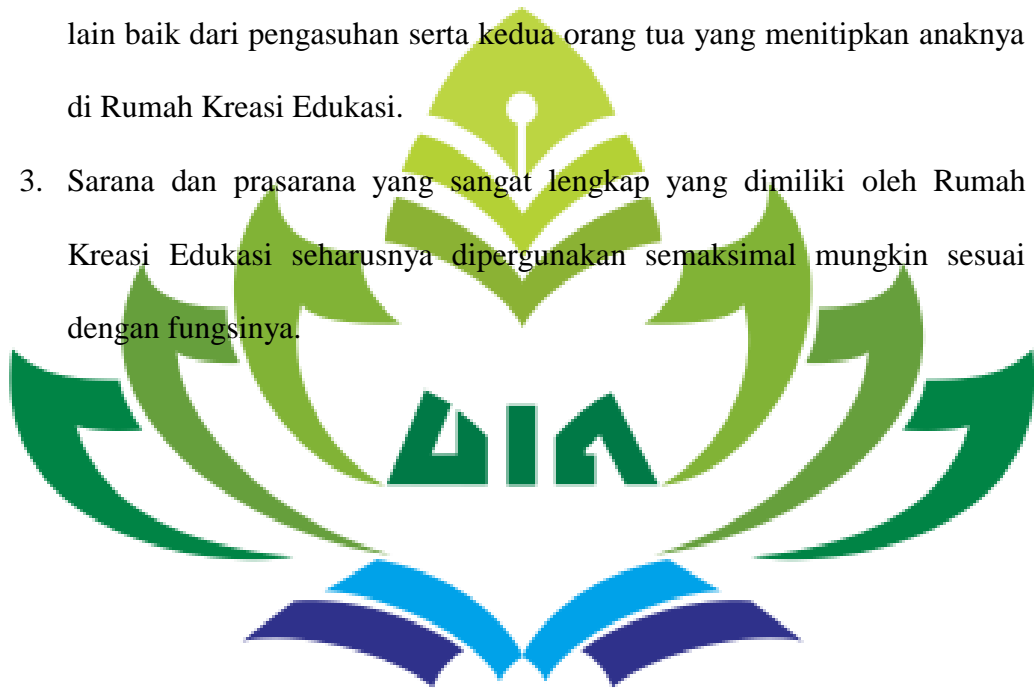 lain baik dari pengasuhan serta kedua orang tua yang menitipkan anaknya
di Rumah Kreasi Edukasi.
3. Sarana dan prasarana yang sangat lengkap yang dimiliki oleh Rumah
Kreasi Edukasi seharusnya dipergunakan semaksimal mungkin sesuai
dengan fungsinya.
UIN